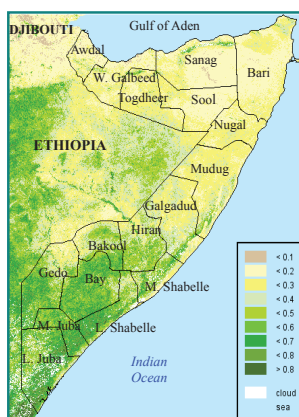 Gulf of Aden
DJIBOUTI
Awdal
Sanag
W. Galbeed
Bari
Togdheer
Sool
Nugal
ETHIOPIA
Mudug
Galgadud
Hiran
Bakool
Gedo
Bay
M. Shabelle
M. Juba
L. Shabelle
L. Juba
Indian
Ocean
< 0.1
< 0.2
< 0.3
< 0.4
< 0.5
< 0.6
< 0.7
< 0.8
> 0.8
cloud
sea